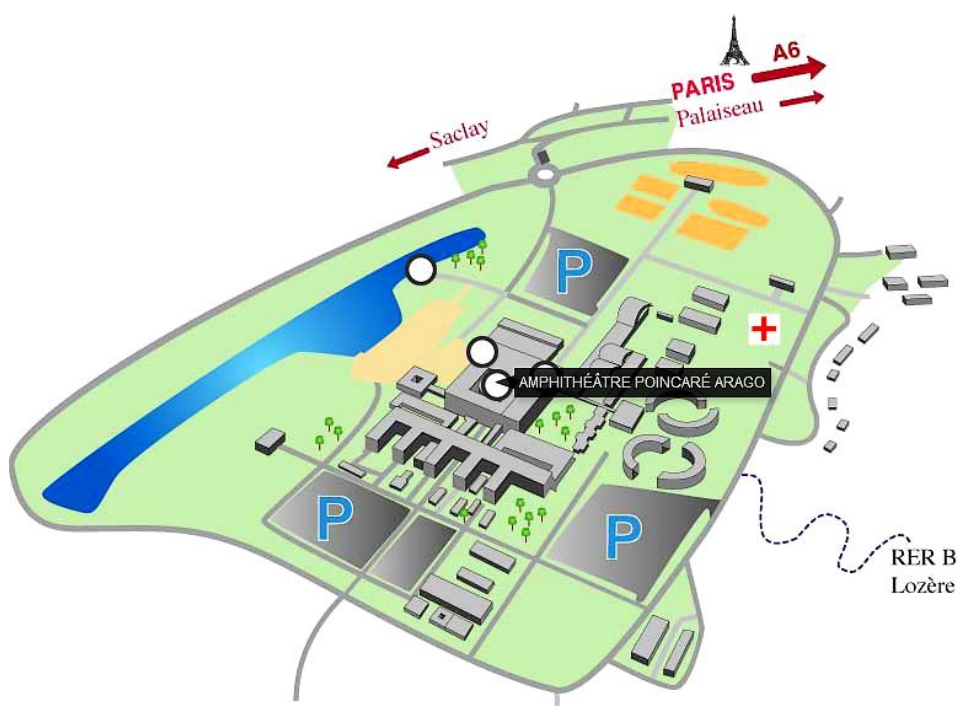 A6
PARIS
Palaiseau
Saclay
P
AMPHITHÉÂTRE POINCARÉ ARAGO
P
P
RER B
Lozère